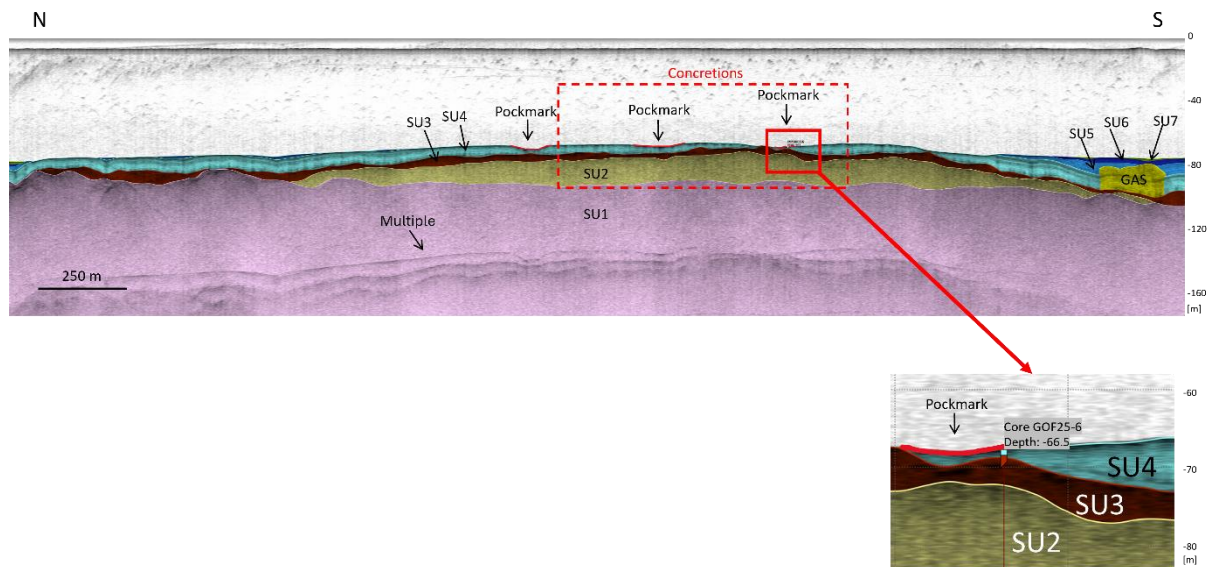 N
S
0
Concretions
-40
Pockmark
Pockmark
Pockmark
SU3
SU4
SU5
SU6
SU7
-80
SU2
GAS
SU1
-120
Multiple
250 m
-160
[m]
-60
Pockmark
Core GOF25-6
Depth: -66.5
SU4
-70
SU3
SU2
-80
[m]